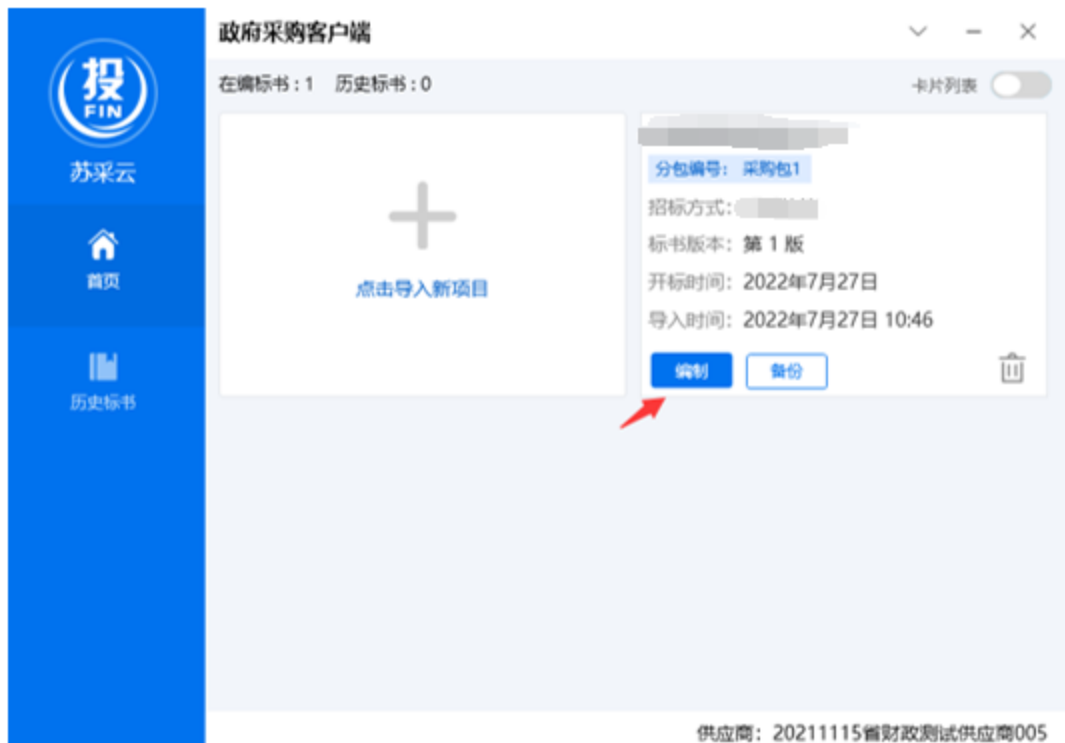 政府采购客户端
投
FIN
苏采云
首页
历史标书
在编标书：1 历史标书：0
卡片列表
点击导入新项目
分包编号： 采购包1
招标方式：
标书版本： 第 1 版
开标时间： 2022年7月27日
导入时间： 2022年7月27日 10:46
编制 备份
供应商： 20211115省财政测试供应商005